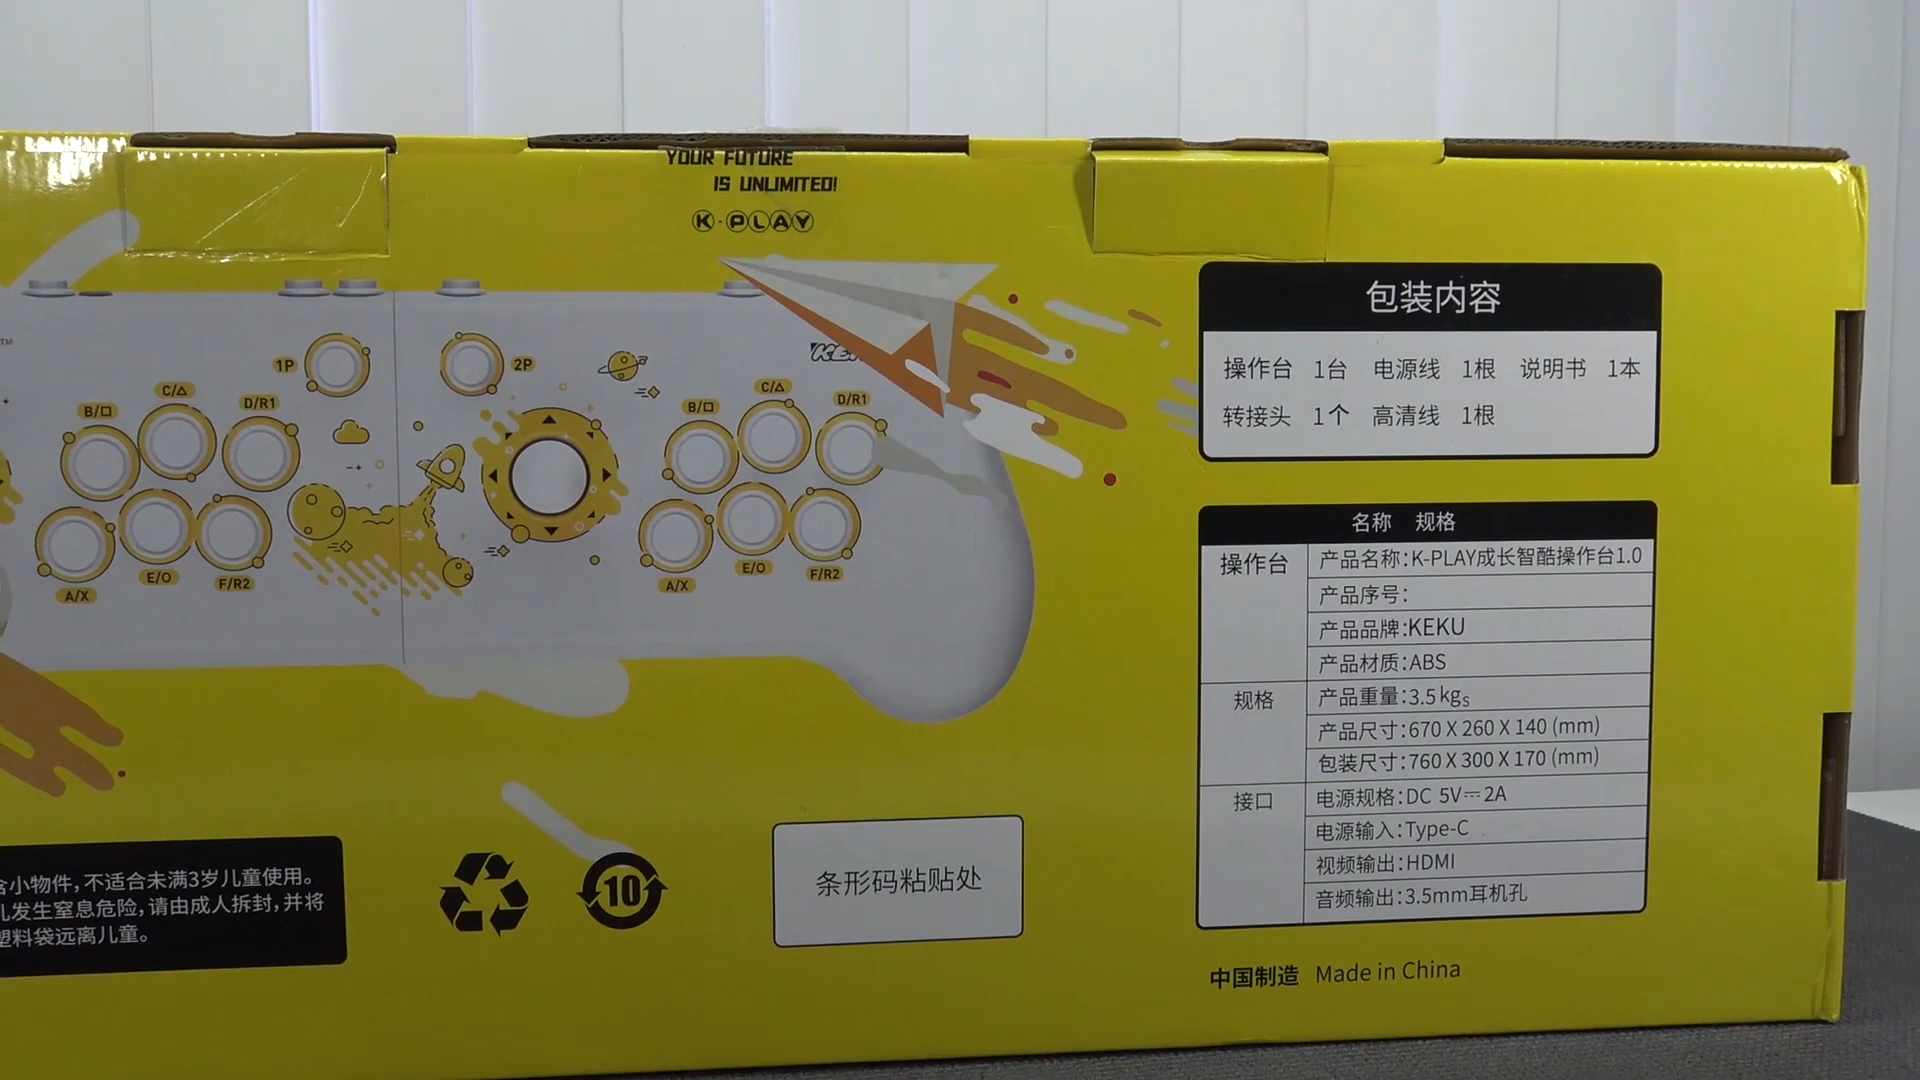 YOUR FUTURE
IS UNLIMITED!
K·PLAY
TM
1P
2P
B/□
C/△
D/R1
A/X
E/O
F/R2
B/□
C/△
D/R1
A/X
E/O
F/R2
包装内容
操作台 1台 电源线 1根 说明书 1本
转接头 1个 高清线 1根
名称 规格
操作台
产品名称:K-PLAY成长智酷操作台1.0
产品序号:
产品品牌:KEKU
产品材质:ABS
规格
产品重量:3.5kgs
产品尺寸:670 X 260 X 140 (mm)
包装尺寸:760 X 300 X 170 (mm)
接口
电源规格:DC 5V⎓2A
电源输入:Type-C
视频输出:HDMI
音频输出:3.5mm耳机孔
中国制造 Made in China
条形码粘贴处
10
含小物件,不适合未满3岁儿童使用。
发生窒息危险,请由成人拆封,并将
塑料袋远离儿童。